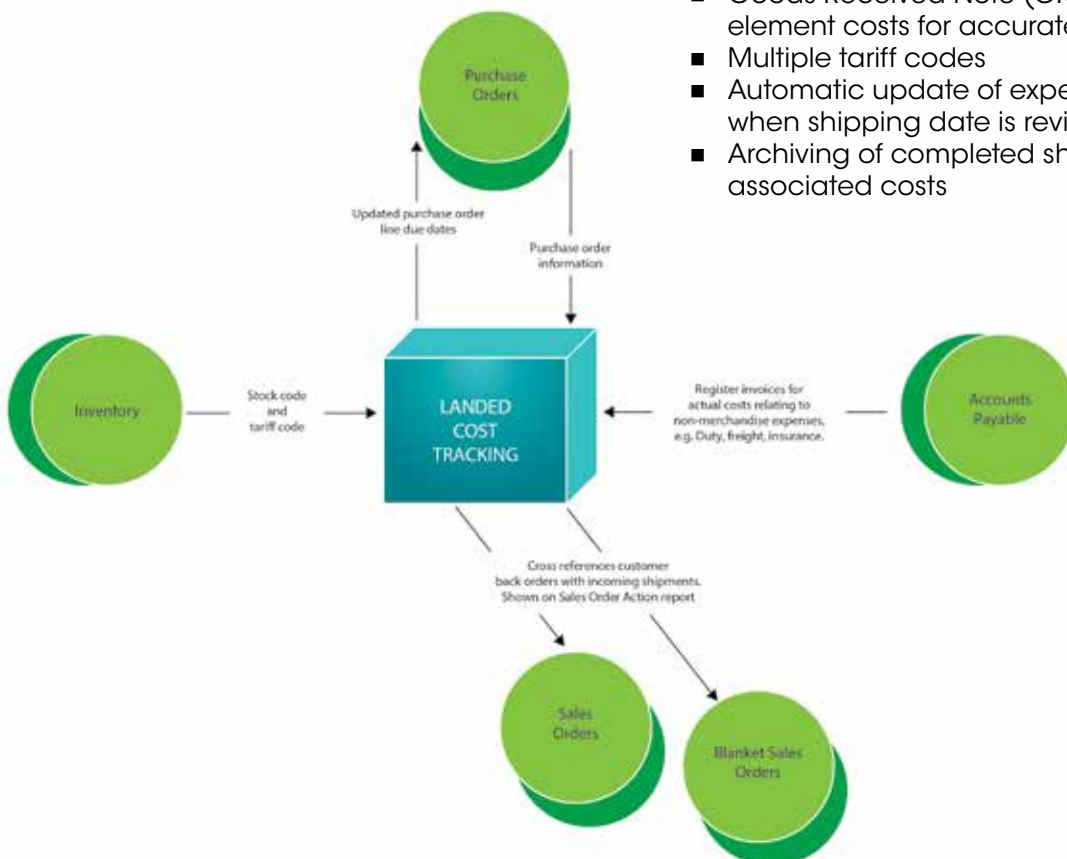 Goods Received Note
element costs for accurate
■ Multiple tariff codes
■ Automatic update of
when shipping date is
■ Archiving of completed
associated costs
Purchase
Orders
Updated purchase order
line due dates
Purchase order
information
Inventory
Stock code
and
tariff code
LANDED
COST
TRACKING
Register invoices for
actual costs relating to
non-merchandise expenses,
e.g. Duty, freight, insurance.
Accounts
Payable
Cross references customer
back orders with incoming shipments.
Shown on Sales Order Action report
Sales
Orders
Blanket Sales
Orders